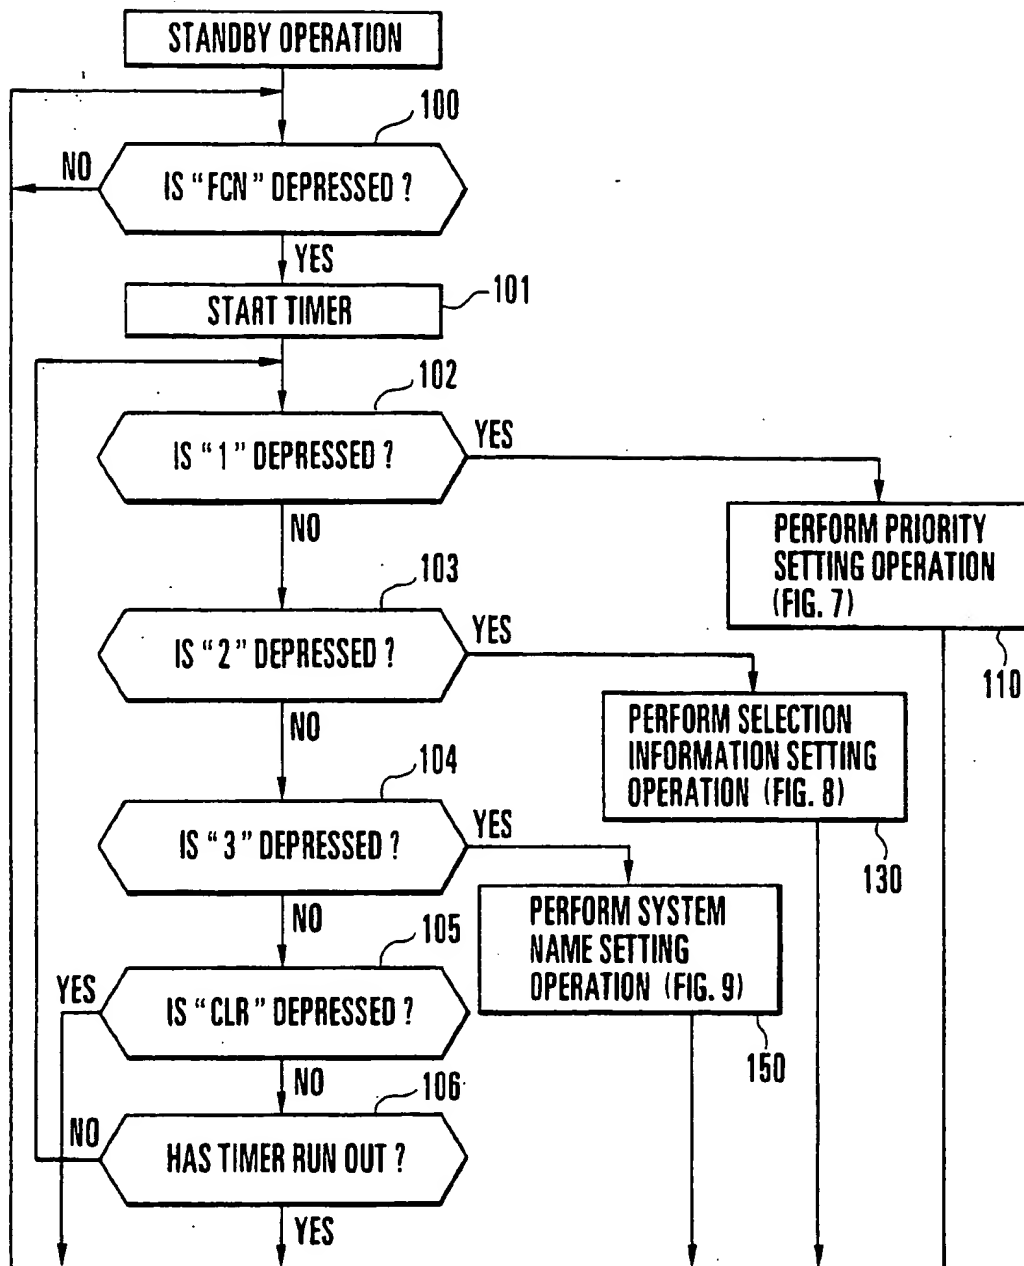 STANDBY OPERATION
100
NO
IS "FCN" DEPRESSED ?
YES
START TIMER
101
102
IS "1" DEPRESSED ?
YES
NO
PERFORM PRIORITY
SETTING OPERATION
(FIG. 7)
110
103
IS "2" DEPRESSED ?
YES
NO
PERFORM SELECTION
INFORMATION SETTING
OPERATION (FIG. 8)
130
104
IS "3" DEPRESSED ?
YES
NO
PERFORM SYSTEM
NAME SETTING
OPERATION (FIG. 9)
150
105
YES
IS "CLR" DEPRESSED ?
NO
106
NO
HAS TIMER RUN OUT ?
YES